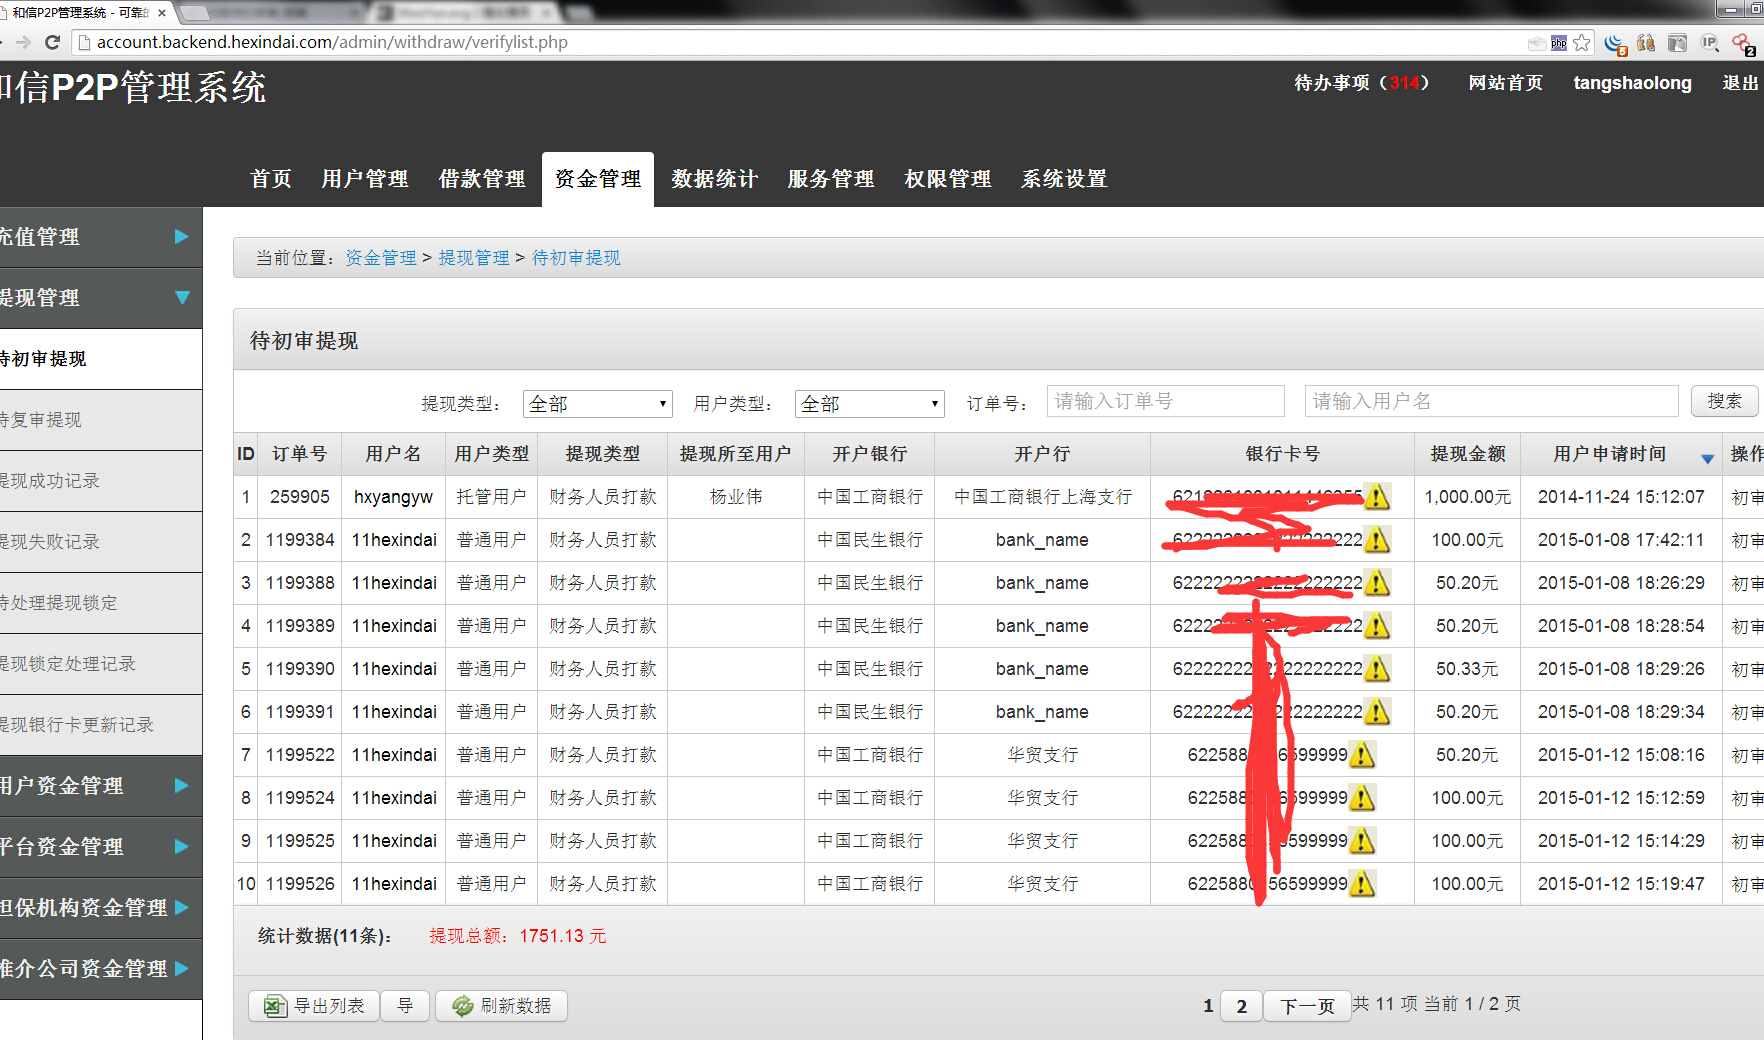 和信P2P管理系统 - 可靠的
account.backend.hexindai.com/admin/withdraw/verifylist.php
和信P2P管理系统
待办事项（314） 网站首页 tangshaolong 退出
首页 用户管理 借款管理 资金管理 数据统计 服务管理 权限管理 系统设置
充值管理
提现管理
待初审提现
待复审提现
提现成功记录
提现失败记录
待处理提现锁定
提现锁定处理记录
提现银行卡更新记录
用户资金管理
平台资金管理
担保机构资金管理
推介公司资金管理
当前位置：资金管理 > 提现管理 > 待初审提现
待初审提现
提现类型： 全部 用户类型： 全部 订单号： 请输入订单号 请输入用户名 搜索
ID 订单号 用户名 用户类型 提现类型 提现所至用户 开户银行 开户行 银行卡号 提现金额 用户申请时间 操作
1 259905 hxyangyw 托管用户 财务人员打款 杨业伟 中国工商银行 中国工商银行上海支行 1,000.00元 2014-11-24 15:12:07 初审
2 1199384 11hexindai 普通用户 财务人员打款 中国民生银行 bank_name 100.00元 2015-01-08 17:42:11 初审
3 1199388 11hexindai 普通用户 财务人员打款 中国民生银行 bank_name 50.20元 2015-01-08 18:26:29 初审
4 1199389 11hexindai 普通用户 财务人员打款 中国民生银行 bank_name 50.20元 2015-01-08 18:28:54 初审
5 1199390 11hexindai 普通用户 财务人员打款 中国民生银行 bank_name 50.33元 2015-01-08 18:29:26 初审
6 1199391 11hexindai 普通用户 财务人员打款 中国民生银行 bank_name 50.20元 2015-01-08 18:29:34 初审
7 1199522 11hexindai 普通用户 财务人员打款 中国工商银行 华贸支行 50.20元 2015-01-12 15:08:16 初审
8 1199524 11hexindai 普通用户 财务人员打款 中国工商银行 华贸支行 100.00元 2015-01-12 15:12:59 初审
9 1199525 11hexindai 普通用户 财务人员打款 中国工商银行 华贸支行 100.00元 2015-01-12 15:14:29 初审
10 1199526 11hexindai 普通用户 财务人员打款 中国工商银行 华贸支行 100.00元 2015-01-12 15:19:47 初审
统计数据(11条)： 提现总额：1751.13 元
导出列表 导 刷新数据 1 2 下一页 共 11 项 当前 1 / 2 页